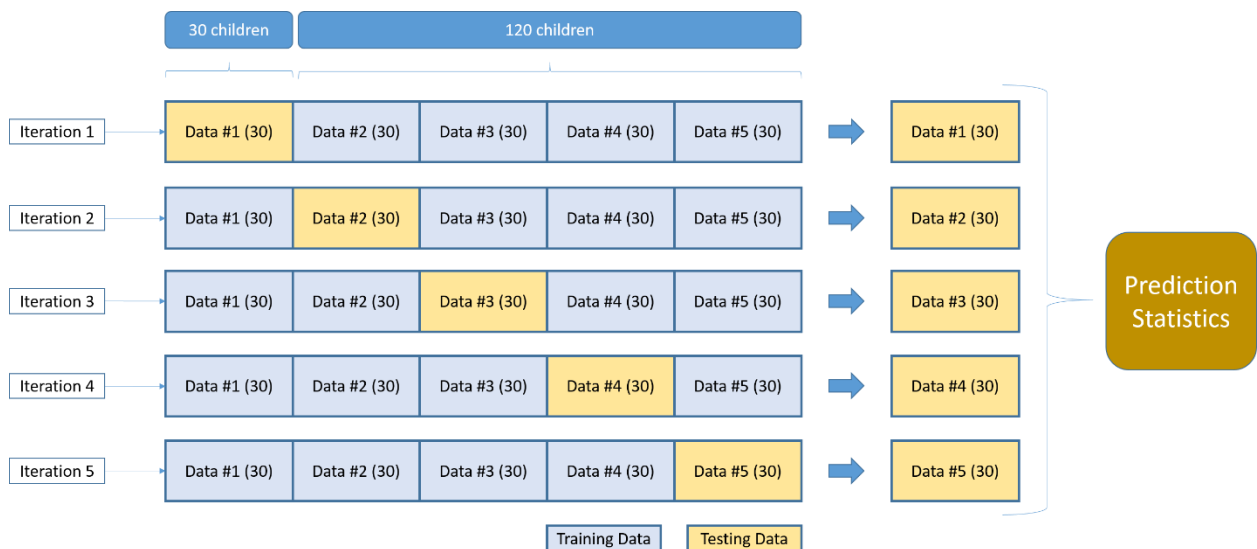 30 children
120 children
Iteration 1
Data #1 (30)
Data #2 (30)
Data #3 (30)
Data #4 (30)
Data #5 (30)
Data #1 (30)
Iteration 2
Data #1 (30)
Data #2 (30)
Data #3 (30)
Data #4 (30)
Data #5 (30)
Data #2 (30)
Iteration 3
Data #1 (30)
Data #2 (30)
Data #3 (30)
Data #4 (30)
Data #5 (30)
Data #3 (30)
Iteration 4
Data #1 (30)
Data #2 (30)
Data #3 (30)
Data #4 (30)
Data #5 (30)
Data #4 (30)
Iteration 5
Data #1 (30)
Data #2 (30)
Data #3 (30)
Data #4 (30)
Data #5 (30)
Data #5 (30)
Prediction
Statistics
Training Data
Testing Data